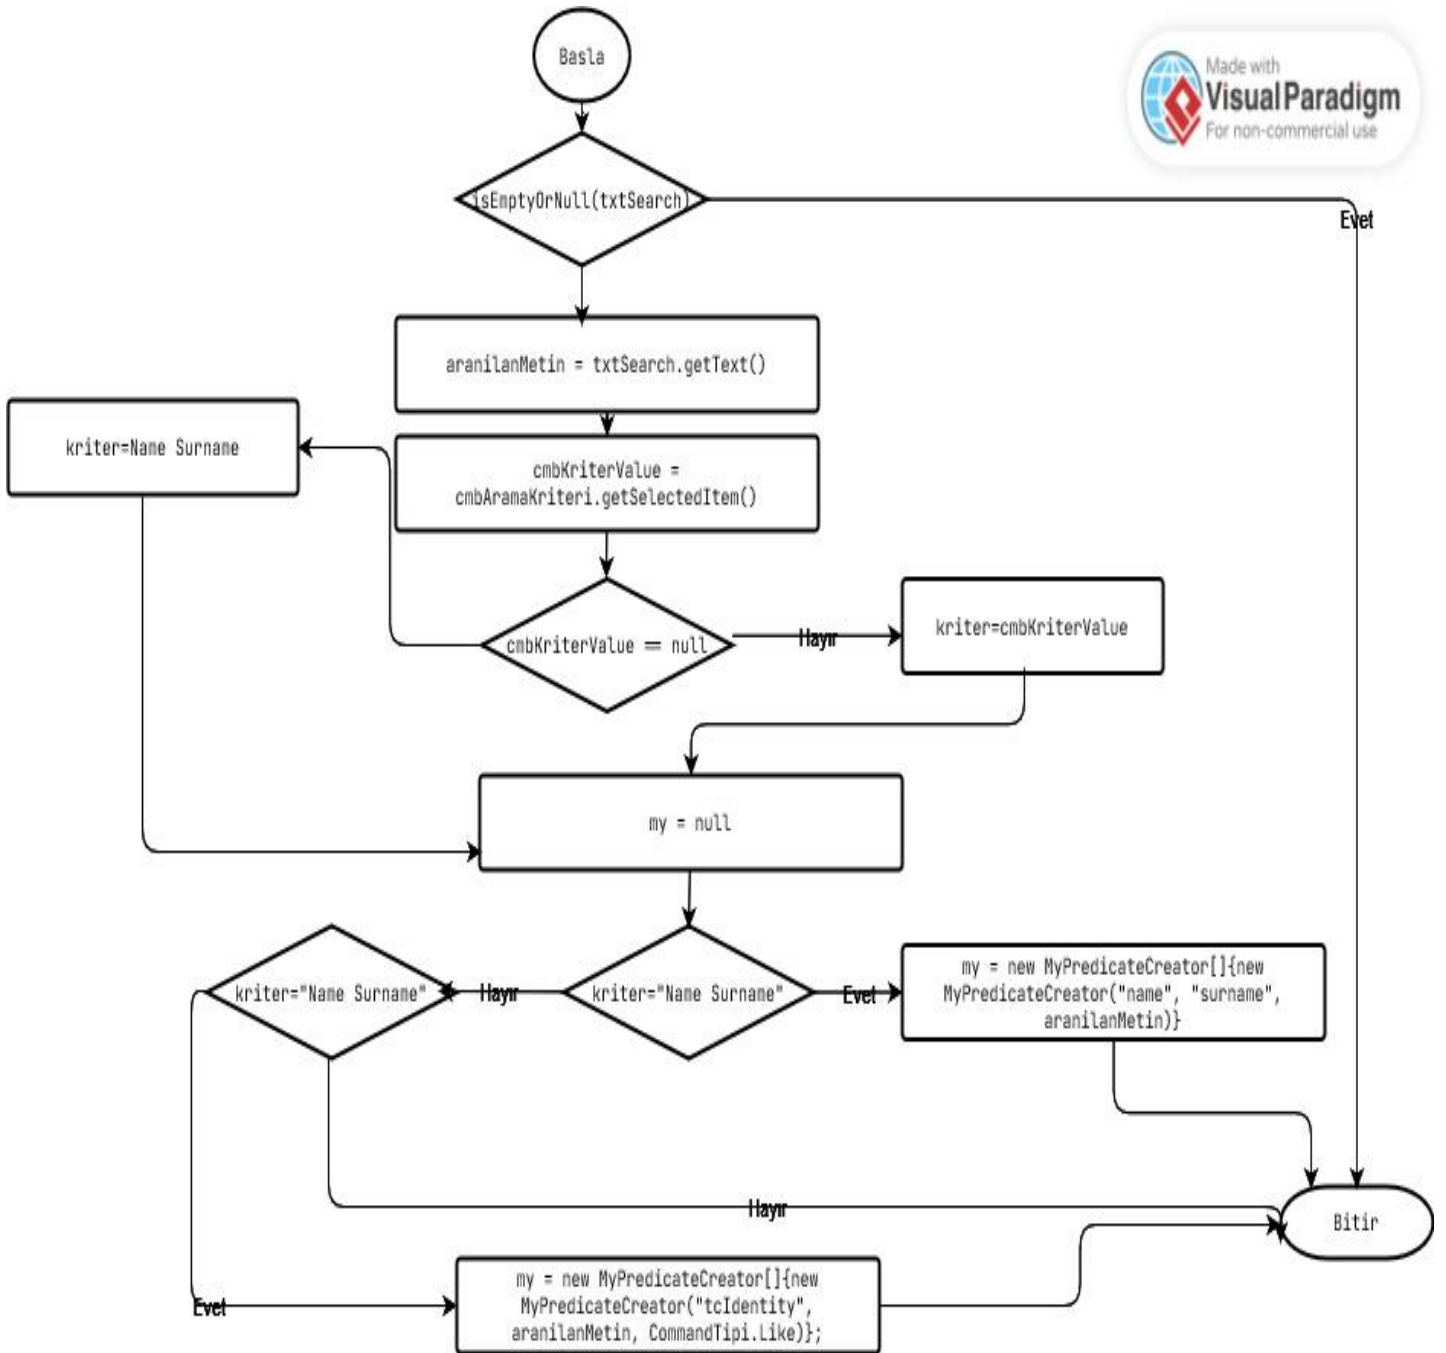 Basla
Made with
Visual Paradigm
For non-commercial use
isEmptyOrNull(txtSearch)
Evet
aranilanMetin = txtSearch.getText()
kriter=Name Surname
cmbKriterValue =
cmbAramaKriteri.getSelectedItem()
cmbKriterValue == null
Hayır
kriter=cmbKriterValue
my = null
kriter="Name Surname"
Hayır
kriter="Name Surname"
Evet
my = new MyPredicateCreator[]{new
MyPredicateCreator("name", "surname",
aranilanMetin)}
Hayır
Bitir
Evet
my = new MyPredicateCreator[]{new
MyPredicateCreator("tcIdentity",
aranilanMetin, CommandTipi.Like)};